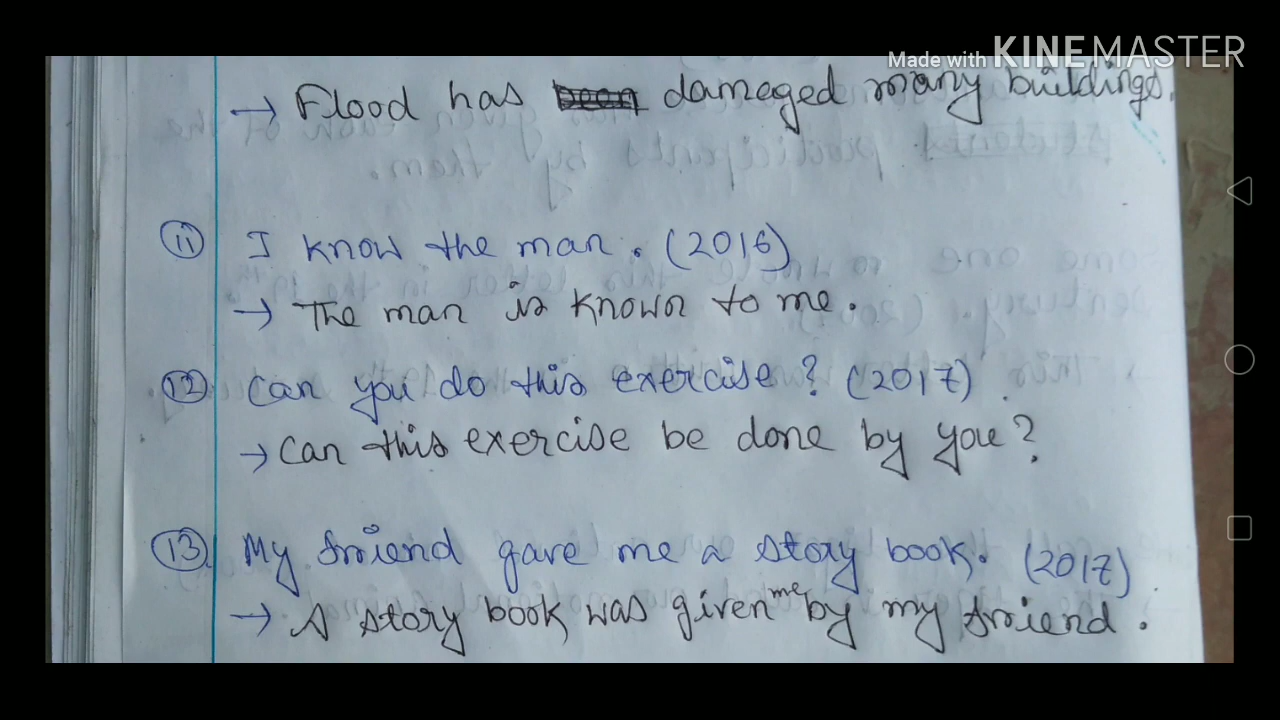 Made with KINEMASTER
→ Flood has been damaged many buildings.
11 I know the man. (2016)
→ The man is known to me.
12 Can you do this exercise? (2017)
→ Can this exercise be done by you?
13 My friend gave me a story book. (2017)
→ A story book was given me by my friend.